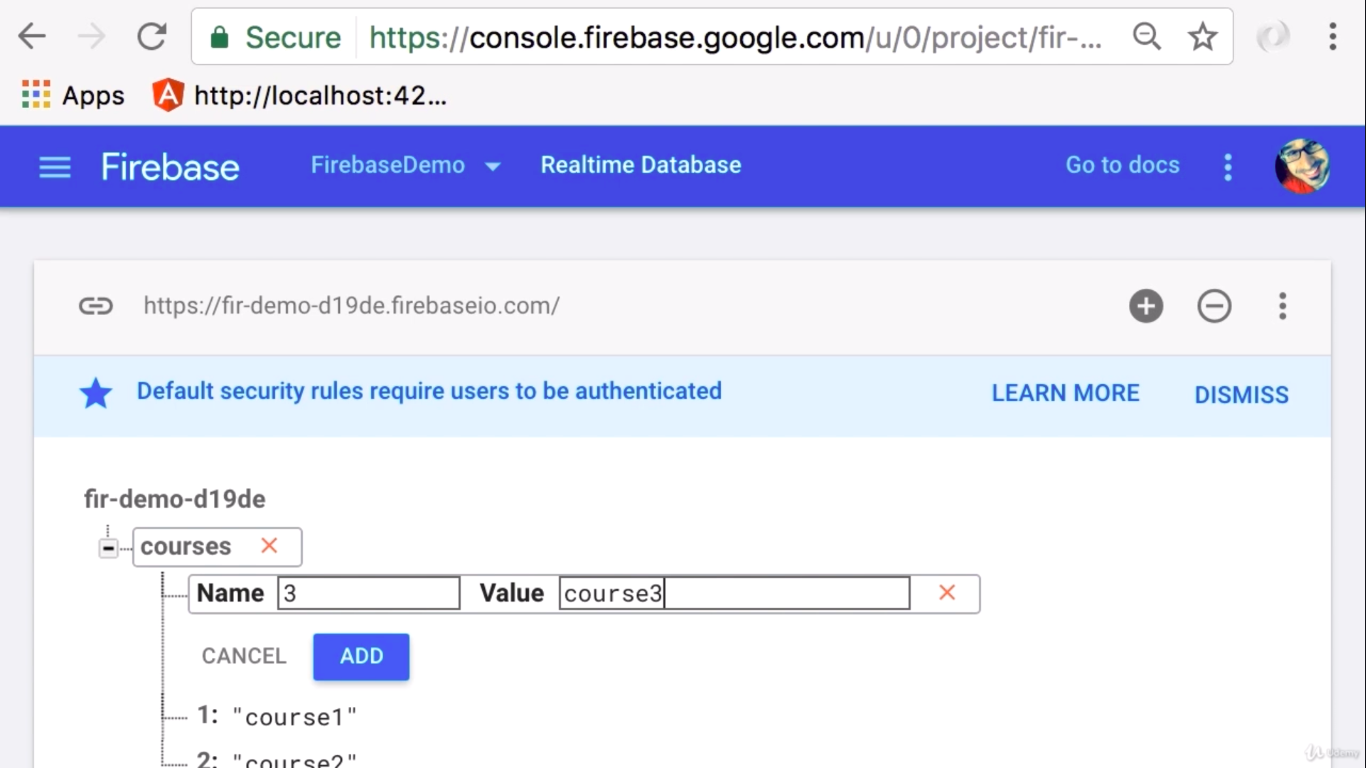 Secure https://console.firebase.google.com/u/0/project/fir-...
Apps http://localhost:42...
Firebase FirebaseDemo Realtime Database Go to docs
https://fir-demo-d19de.firebaseio.com/
Default security rules require users to be authenticated LEARN MORE DISMISS
fir-demo-d19de
courses
Name 3 Value course3
CANCEL ADD
1: "course1"
2: "course2"
Udemy